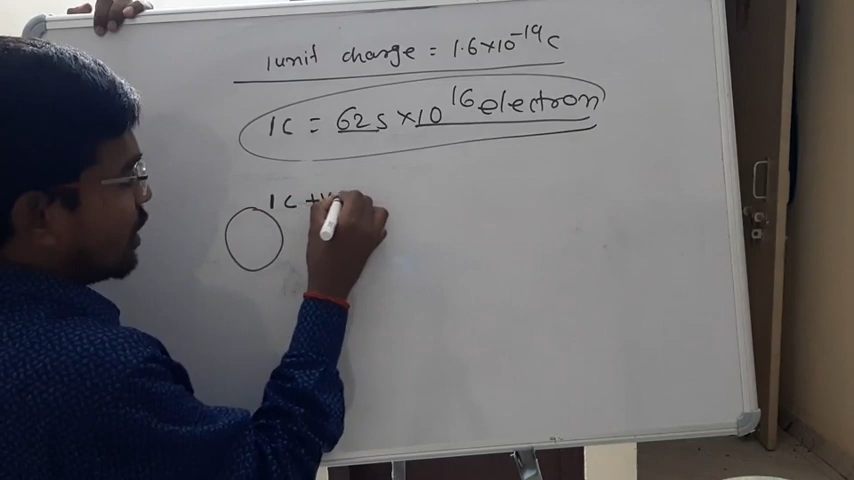 1unit charge = 1.6×10⁻¹⁹C
1C = 625×10¹⁶ electron
1C